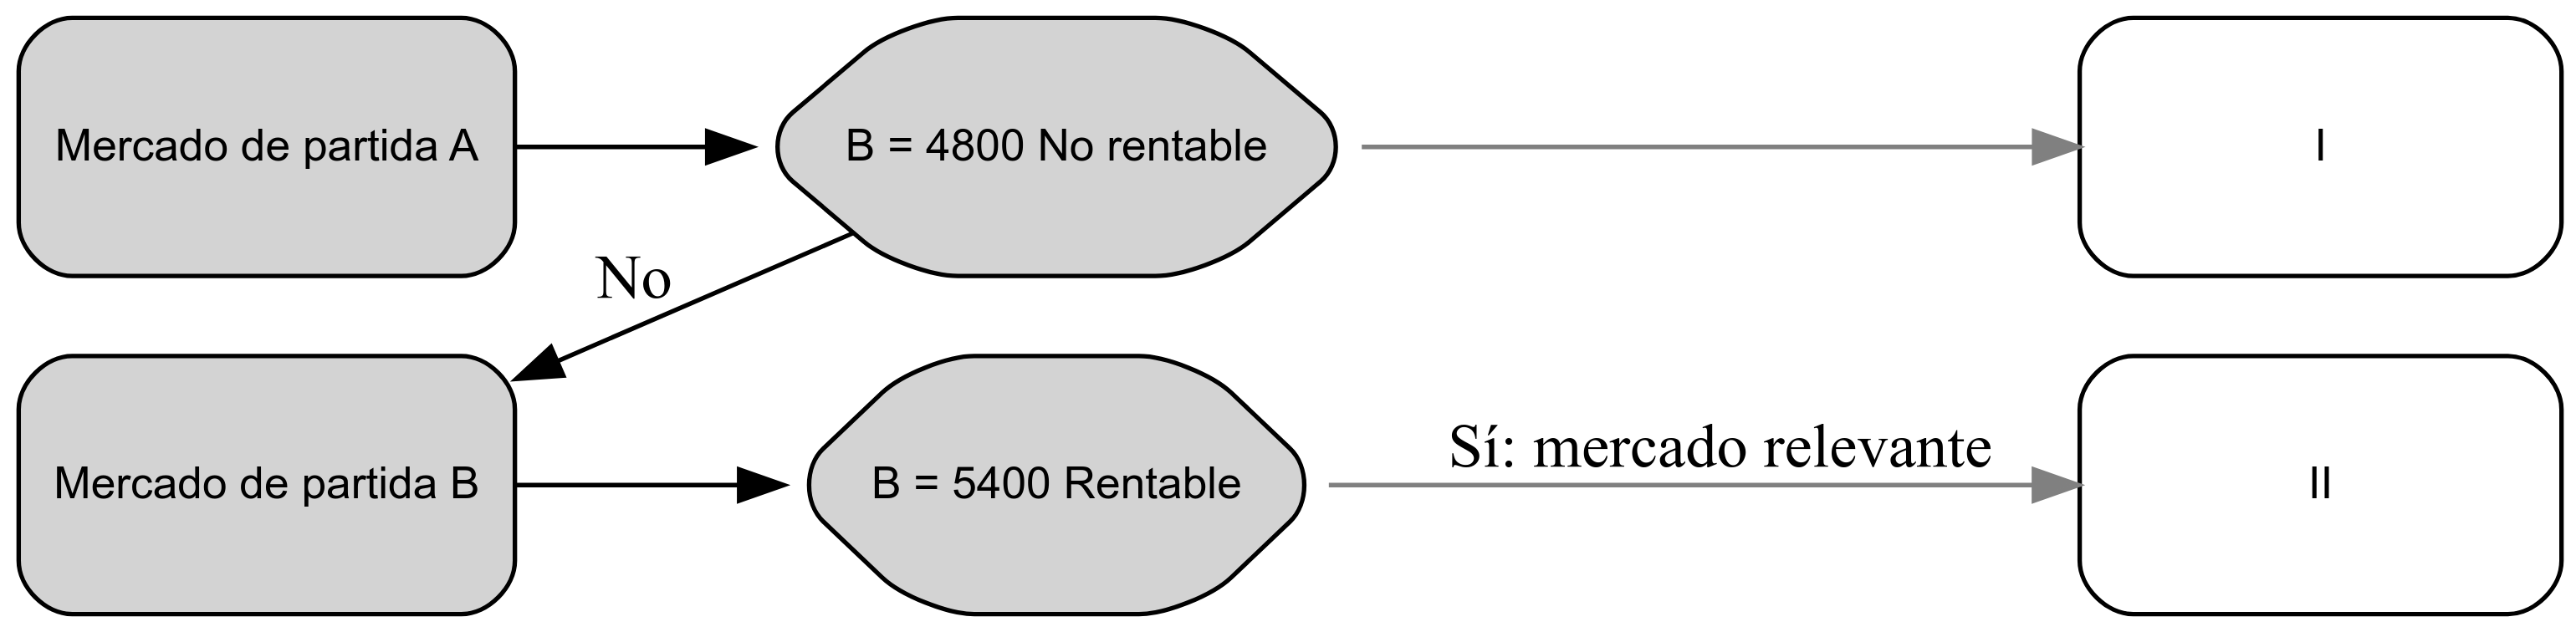 Mercado de partida A
B = 4800 No rentable
I
No
Sí: mercado relevante
Mercado de partida B
B = 5400 Rentable
II